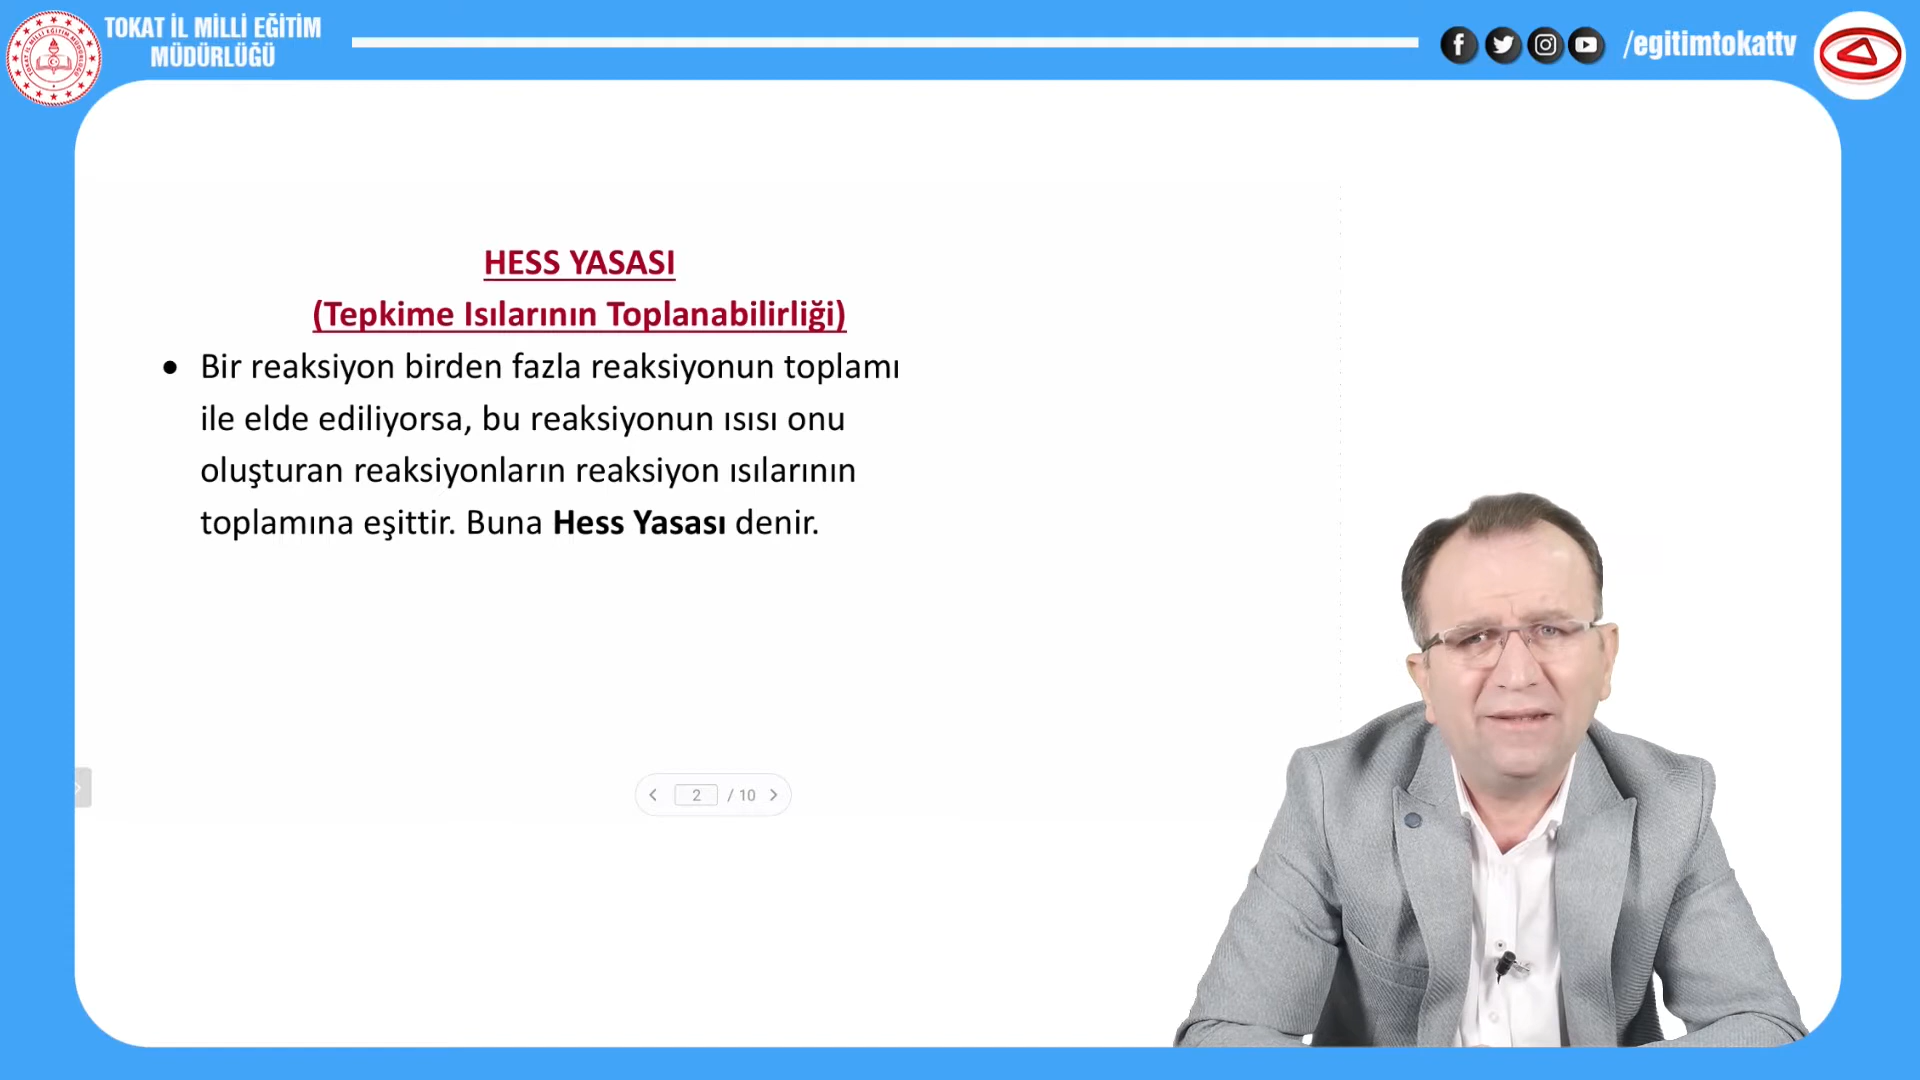 TOKAT İL MİLLİ EĞİTİM
MÜDÜRLÜĞÜ
/egitimtokattv
HESS YASASI
(Tepkime Isılarının Toplanabilirliği)
• Bir reaksiyon birden fazla reaksiyonun toplamı
ile elde ediliyorsa, bu reaksiyonun ısısı onu
oluşturan reaksiyonların reaksiyon ısılarının
toplamına eşittir. Buna Hess Yasası denir.
2 / 10